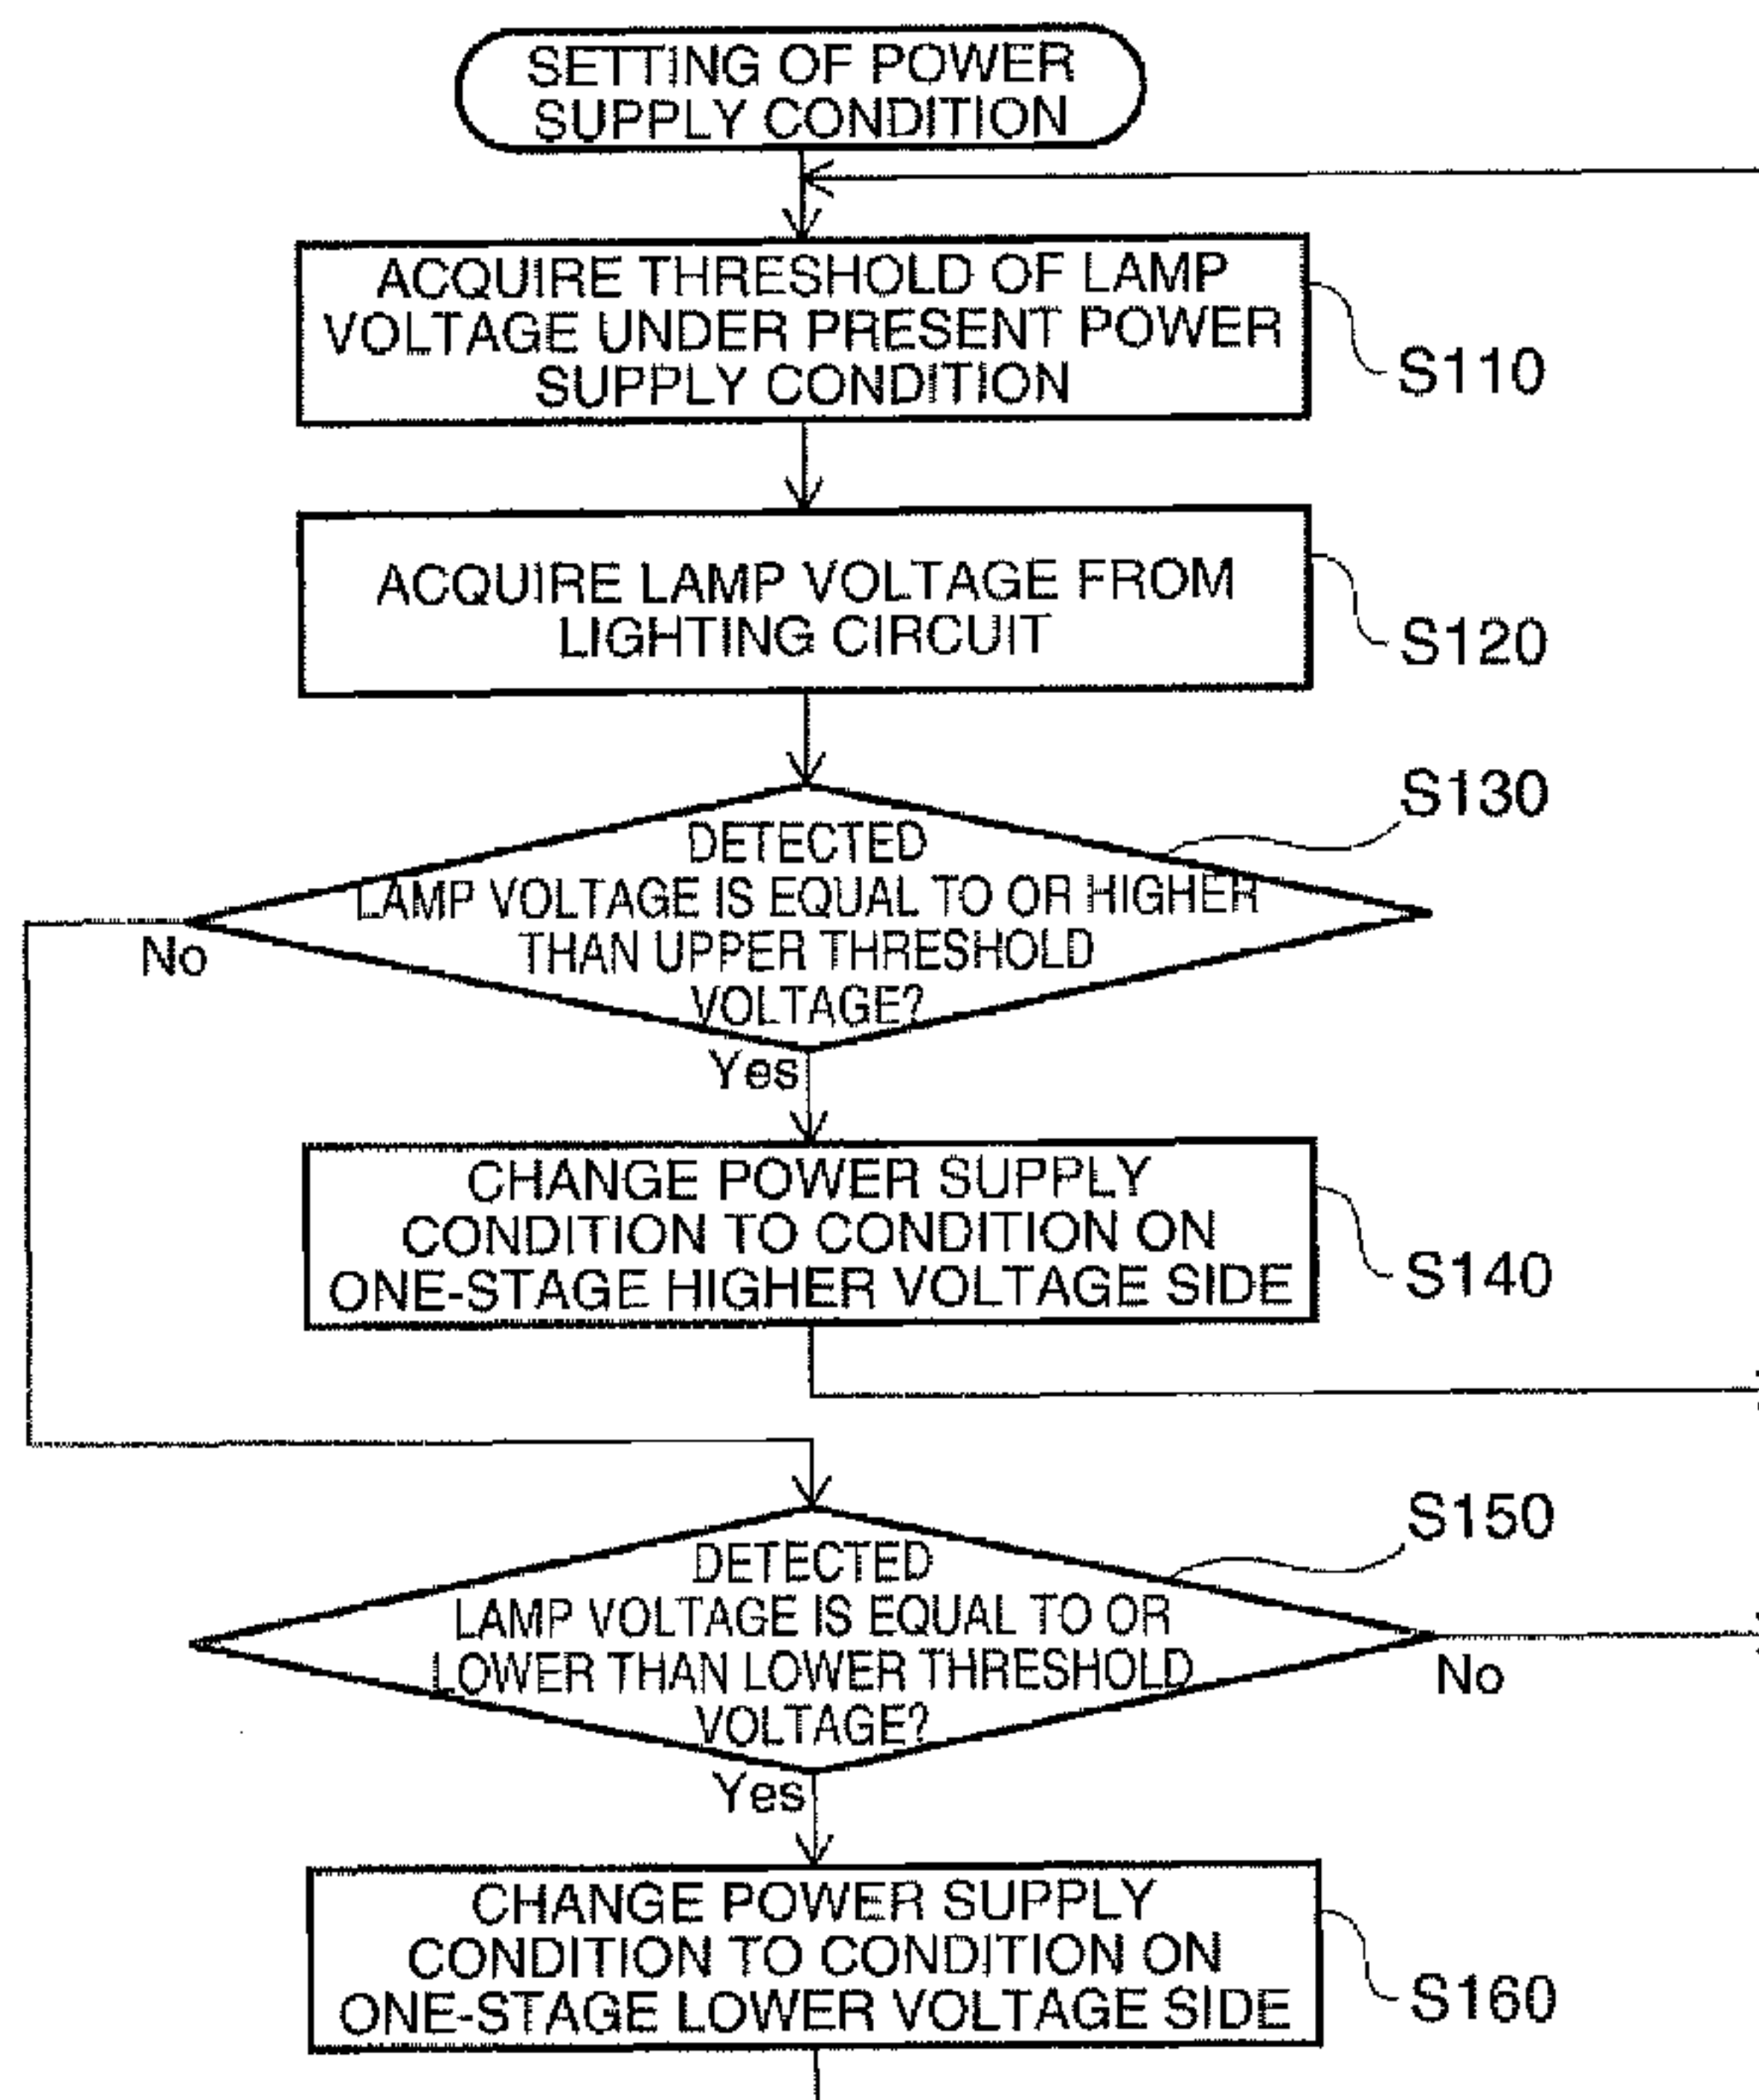 SETTING OF POWER
SUPPLY CONDITION
ACQUIRE THRESHOLD OF LAMP
VOLTAGE UNDER PRESENT POWER
SUPPLY CONDITION
S110
ACQUIRE LAMP VOLTAGE FROM
LIGHTING CIRCUIT
S120
S130
DETECTED
LAMP VOLTAGE IS EQUAL TO OR HIGHER
THAN UPPER THRESHOLD
VOLTAGE?
No
Yes
CHANGE POWER SUPPLY
CONDITION TO CONDITION ON
ONE-STAGE HIGHER VOLTAGE SIDE
S140
S150
DETECTED
LAMP VOLTAGE IS EQUAL TO OR
LOWER THAN LOWER THRESHOLD
VOLTAGE?
No
Yes
CHANGE POWER SUPPLY
CONDITION TO CONDITION ON
ONE-STAGE LOWER VOLTAGE SIDE
S160